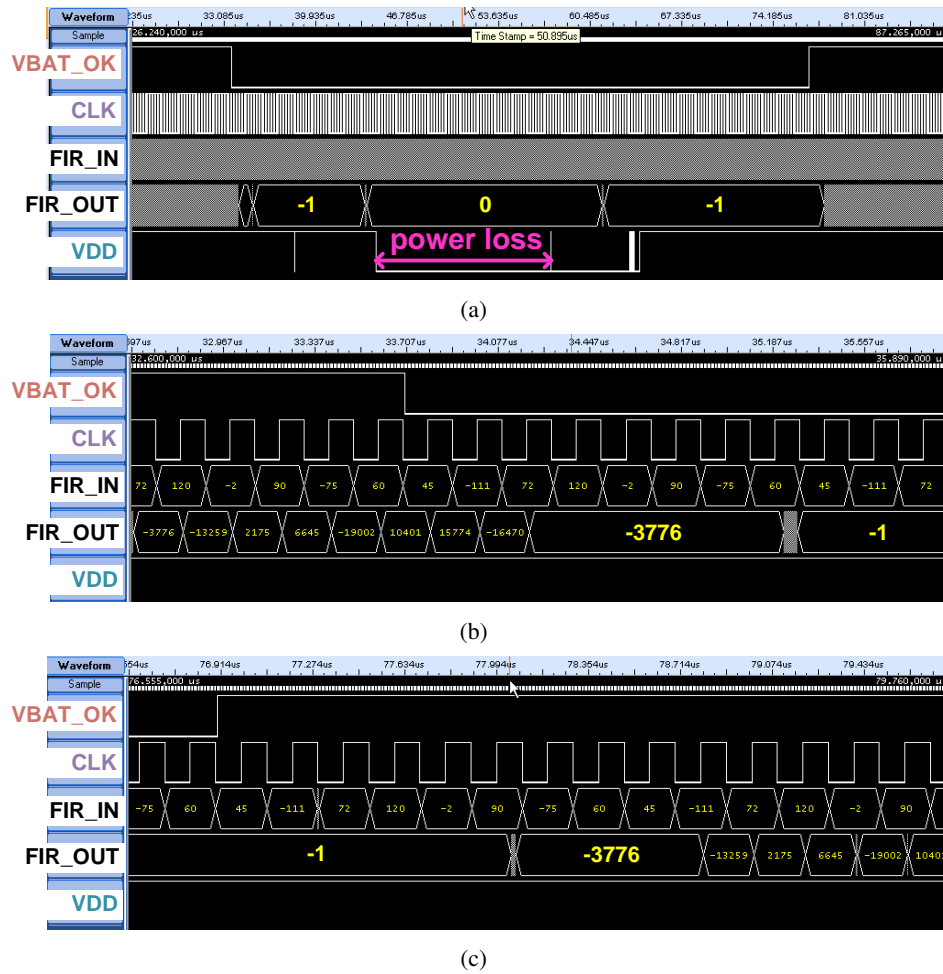 Waveform 235us 33.085us 39.935us 46.785us 53.635us 60.485us 67.335us 74.185us 81.035us
Sample 26.240,000 us Time Stamp = 50.895us 87.265,000 u
VBAT_OK
CLK
FIR_IN
FIR_OUT -1 0 -1
VDD power loss
(a)
Waveform 597us 32.967us 33.337us 33.707us 34.077us 34.447us 34.817us 35.187us 35.557us
Sample 32.600,000 us 35.890,000 u
VBAT_OK
CLK
FIR_IN 72 120 -2 90 -75 60 45 -111 72 120 -2 90 -75 60 45 -111 72
FIR_OUT -3776 -13259 2175 6645 -19002 10401 15774 -16470 -3776 -1
VDD
(b)
Waveform 554us 76.914us 77.274us 77.634us 77.994us 78.354us 78.714us 79.074us 79.434us
Sample 76.555,000 us 79.760,000 u
VBAT_OK
CLK
FIR_IN -75 60 45 -111 72 120 -2 90 -75 60 45 -111 72 120 -2 90
FIR_OUT -1 -3776 -13259 2175 6645 -19002 10401
VDD
(c)